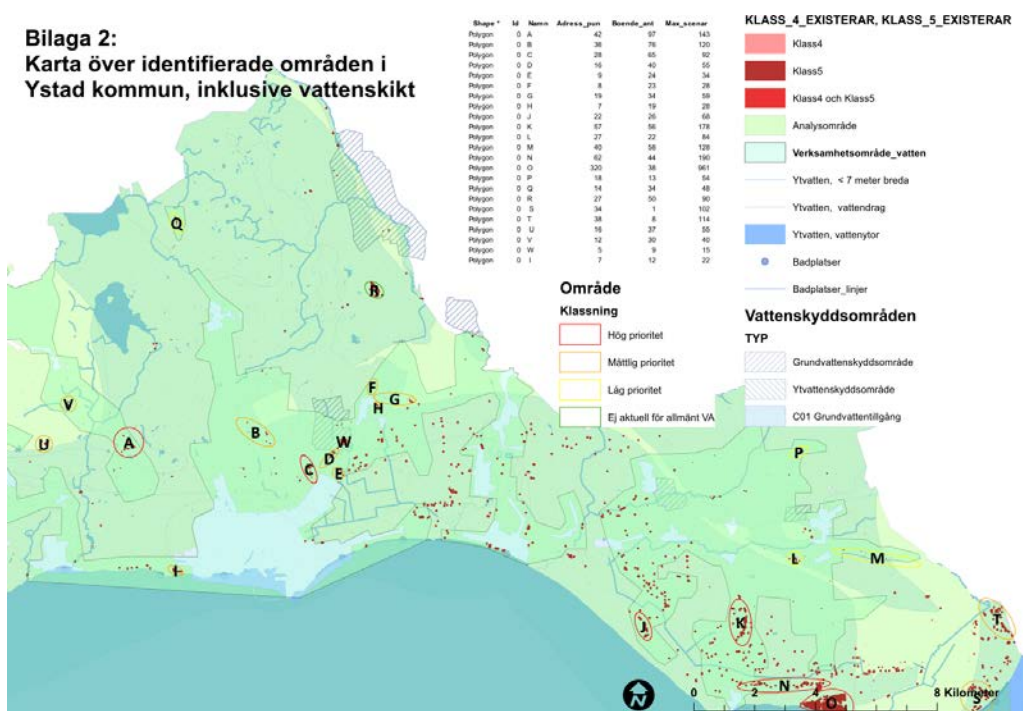 Bilaga 2:
Karta över identifierade områden i
Ystad kommun, inklusive vattenskikt
Shape * Id Namn Adress_pun Boende_ant Max_scenar
Polygon 0 A 42 97 143
Polygon 0 B 38 76 120
Polygon 0 C 28 65 92
Polygon 0 D 16 40 55
Polygon 0 E 9 24 34
Polygon 0 F 8 23 28
Polygon 0 G 19 34 59
Polygon 0 H 7 19 28
Polygon 0 J 22 26 68
Polygon 0 K 57 56 178
Polygon 0 L 27 22 84
Polygon 0 M 40 58 128
Polygon 0 N 62 44 190
Polygon 0 O 320 38 961
Polygon 0 P 18 13 54
Polygon 0 Q 14 34 48
Polygon 0 R 27 50 90
Polygon 0 S 34 1 102
Polygon 0 T 38 8 114
Polygon 0 U 16 37 55
Polygon 0 V 12 30 40
Polygon 0 W 5 9 15
Polygon 0 I 7 12 22
KLASS_4_EXISTERAR, KLASS_5_EXISTERAR
Klass4
Klass5
Klass4 och Klass5
Analysområde
Verksamhetsområde_vatten
Ytvatten, < 7 meter breda
Ytvatten, vattendrag
Ytvatten, vattenytor
Badplatser
Badplatser_linjer
Område
Klassning
Hög prioritet
Måttlig prioritet
Låg prioritet
Ej aktuell för allmänt VA
Vattenskyddsområden
TYP
Grundvattenskyddsområde
Ytvattenskyddsområde
C01 Grundvattentillgång
Q
R
F
G
H
V
U
A
B
W
D
C
E
P
I
L
M
J
K
T
N
O
S
N
0 2 4 8 Kilometer